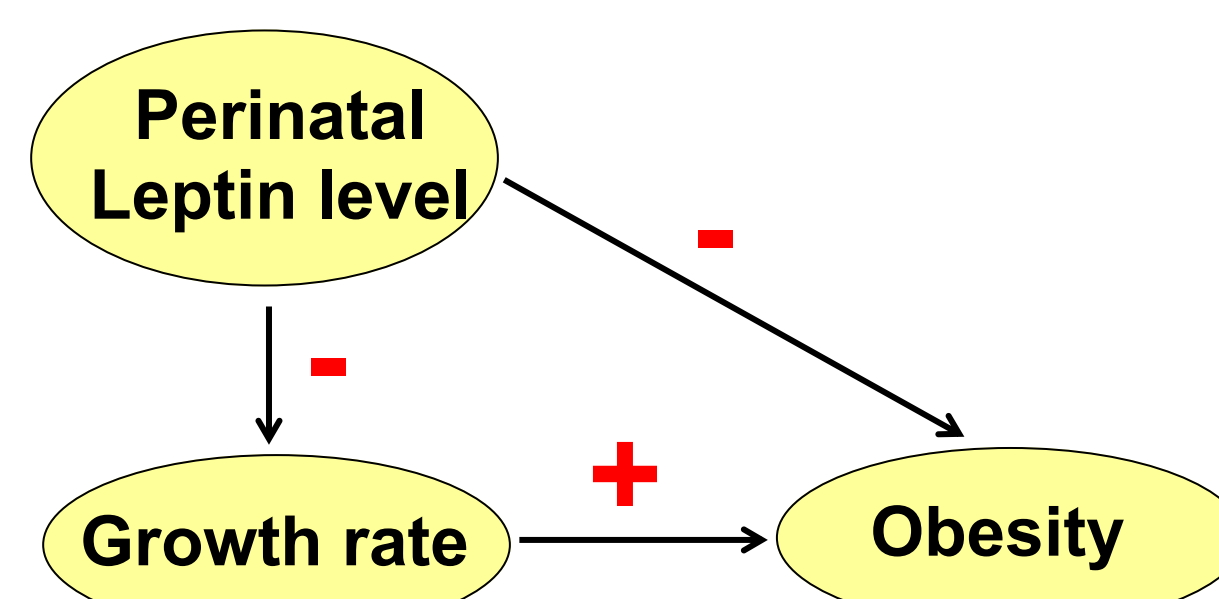 Perinatal
Leptin level
-
-
+
Growth rate
Obesity